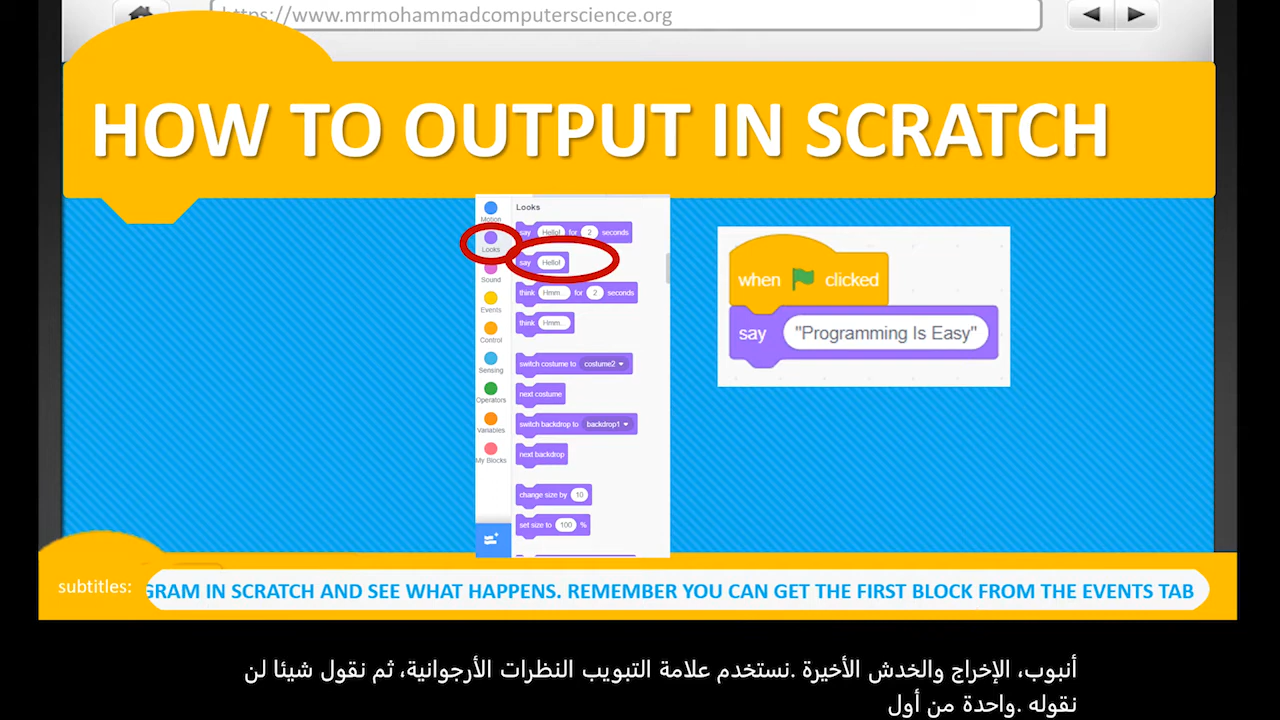 https://www.mrmohammadcomputerscience.org
HOW TO OUTPUT IN SCRATCH
Motion
Looks
Sound
Events
Control
Sensing
Operators
Variables
My Blocks
Looks
say Hello! for 2 seconds
say Hello!
think Hmm... for 2 seconds
think Hmm...
switch costume to costume2
next costume
switch backdrop to backdrop1
next backdrop
change size by 10
set size to 100 %
when clicked
say "Programming Is Easy"
subtitles: GRAM IN SCRATCH AND SEE WHAT HAPPENS. REMEMBER YOU CAN GET THE FIRST BLOCK FROM THE EVENTS TAB
أنبوب، الإخراج والخدش الأخيرة .نستخدم علامة التبويب النظرات الأرجوانية، ثم نقول شيئا لن
نقوله .واحدة من أول